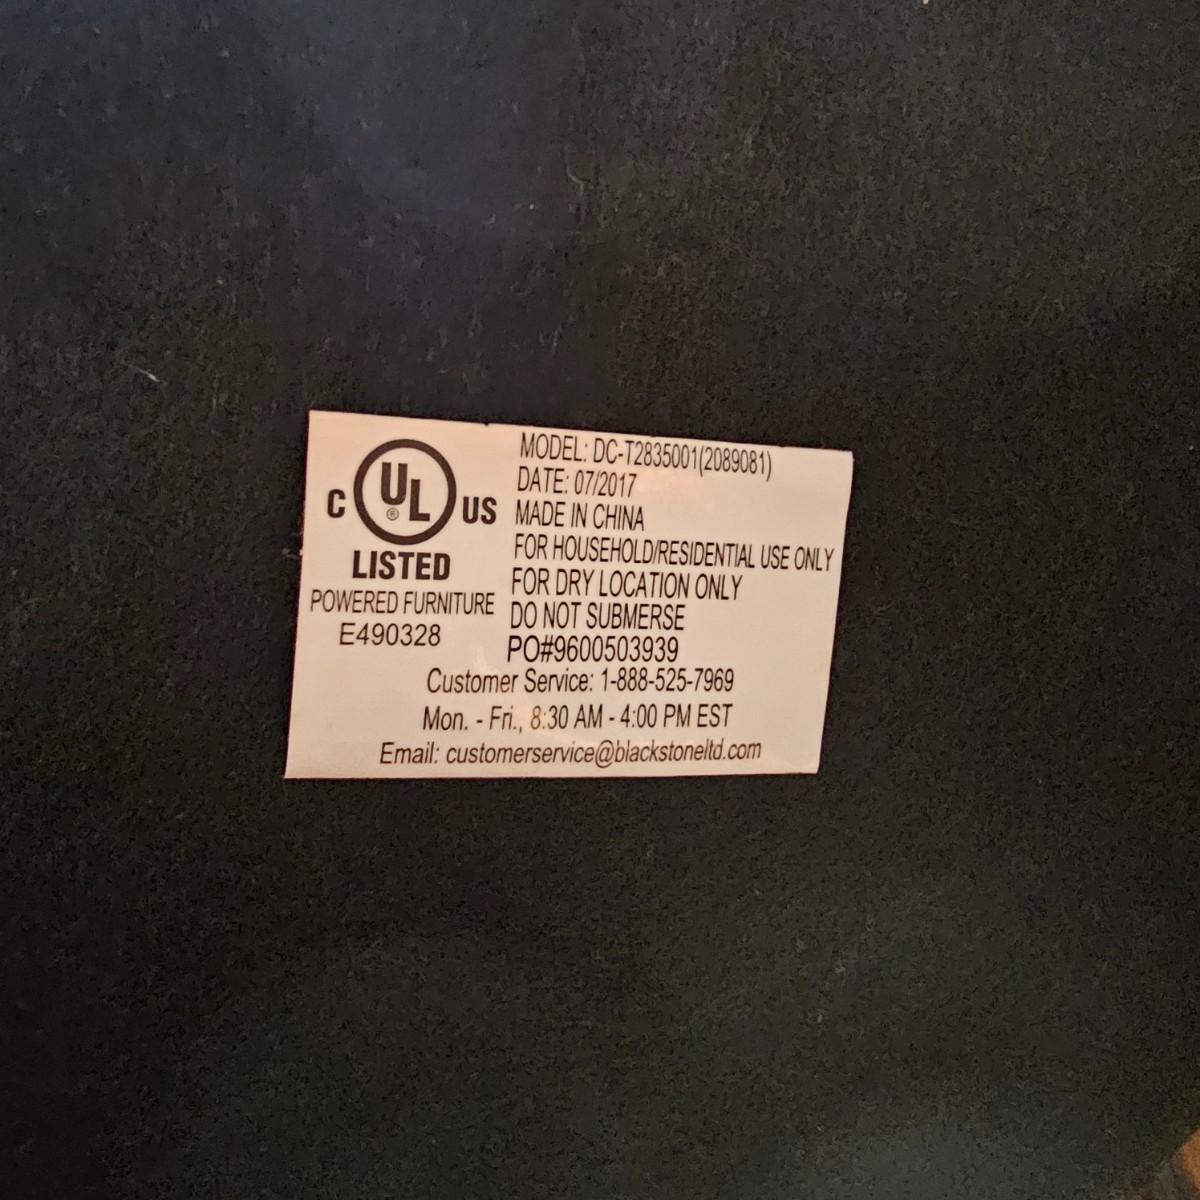 C UL® US
LISTED
POWERED FURNITURE
E490328
MODEL: DC-T2835001(2089081)
DATE: 07/2017
MADE IN CHINA
FOR HOUSEHOLD/RESIDENTIAL USE ONLY
FOR DRY LOCATION ONLY
DO NOT SUBMERSE
PO#9600503939
Customer Service: 1-888-525-7969
Mon. - Fri., 8:30 AM - 4:00 PM EST
Email: customerservice@blackstoneltd.com